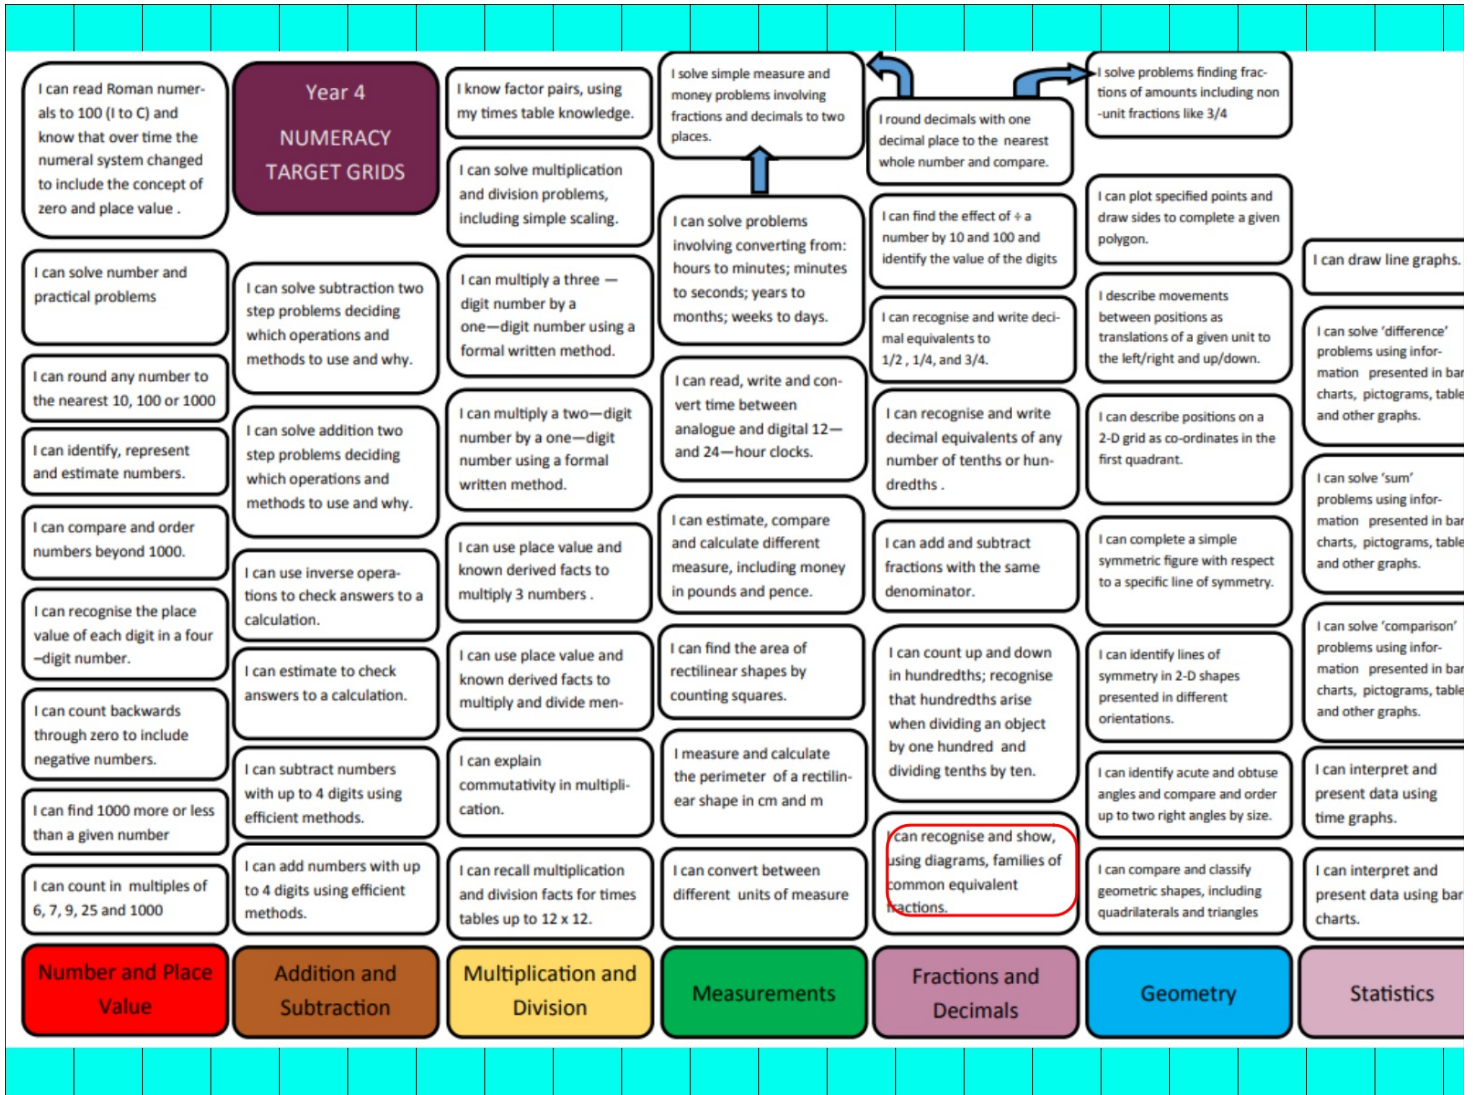 I can read Roman numer-
als to 100 (I to C) and
know that over time the
numeral system changed
to include the concept of
zero and place value .
I can solve number and
practical problems
I can round any number to
the nearest 10, 100 or 1000
I can identify, represent
and estimate numbers.
I can compare and order
numbers beyond 1000.
I can recognise the place
value of each digit in a four
–digit number.
I can count backwards
through zero to include
negative numbers.
I can find 1000 more or less
than a given number
I can count in multiples of
6, 7, 9, 25 and 1000
Number and Place
Value
Year 4
NUMERACY
TARGET GRIDS
I can solve subtraction two
step problems deciding
which operations and
methods to use and why.
I can solve addition two
step problems deciding
which operations and
methods to use and why.
I can use inverse opera-
tions to check answers to a
calculation.
I can estimate to check
answers to a calculation.
I can subtract numbers
with up to 4 digits using
efficient methods.
I can add numbers with up
to 4 digits using efficient
methods.
Addition and
Subtraction
I know factor pairs, using
my times table knowledge.
I can solve multiplication
and division problems,
including simple scaling.
I can multiply a three —
digit number by a
one—digit number using a
formal written method.
I can multiply a two—digit
number by a one—digit
number using a formal
written method.
I can use place value and
known derived facts to
multiply 3 numbers .
I can use place value and
known derived facts to
multiply and divide men-
I can explain
commutativity in multipli-
cation.
I can recall multiplication
and division facts for times
tables up to 12 x 12.
Multiplication and
Division
I solve simple measure and
money problems involving
fractions and decimals to two
places.
I can solve problems
involving converting from:
hours to minutes; minutes
to seconds; years to
months; weeks to days.
I can read, write and con-
vert time between
analogue and digital 12—
and 24—hour clocks.
I can estimate, compare
and calculate different
measure, including money
in pounds and pence.
I can find the area of
rectilinear shapes by
counting squares.
I measure and calculate
the perimeter of a rectilin-
ear shape in cm and m
I can convert between
different units of measure
Measurements
I round decimals with one
decimal place to the nearest
whole number and compare.
I can find the effect of ÷ a
number by 10 and 100 and
identify the value of the digits
I can recognise and write deci-
mal equivalents to
1/2 , 1/4, and 3/4.
I can recognise and write
decimal equivalents of any
number of tenths or hun-
dredths .
I can add and subtract
fractions with the same
denominator.
I can count up and down
in hundredths; recognise
that hundredths arise
when dividing an object
by one hundred and
dividing tenths by ten.
I can recognise and show,
using diagrams, families of
common equivalent
fractions.
Fractions and
Decimals
I solve problems finding frac-
tions of amounts including non
-unit fractions like 3/4
I can plot specified points and
draw sides to complete a given
polygon.
I describe movements
between positions as
translations of a given unit to
the left/right and up/down.
I can describe positions on a
2-D grid as co-ordinates in the
first quadrant.
I can complete a simple
symmetric figure with respect
to a specific line of symmetry.
I can identify lines of
symmetry in 2-D shapes
presented in different
orientations.
I can identify acute and obtuse
angles and compare and order
up to two right angles by size.
I can compare and classify
geometric shapes, including
quadrilaterals and triangles
Geometry
I can draw line graphs.
I can solve ‘difference’
problems using infor-
mation presented in bar
charts, pictograms, table
and other graphs.
I can solve ‘sum’
problems using infor-
mation presented in bar
charts, pictograms, table
and other graphs.
I can solve ‘comparison’
problems using infor-
mation presented in bar
charts, pictograms, table
and other graphs.
I can interpret and
present data using
time graphs.
I can interpret and
present data using bar
charts.
Statistics